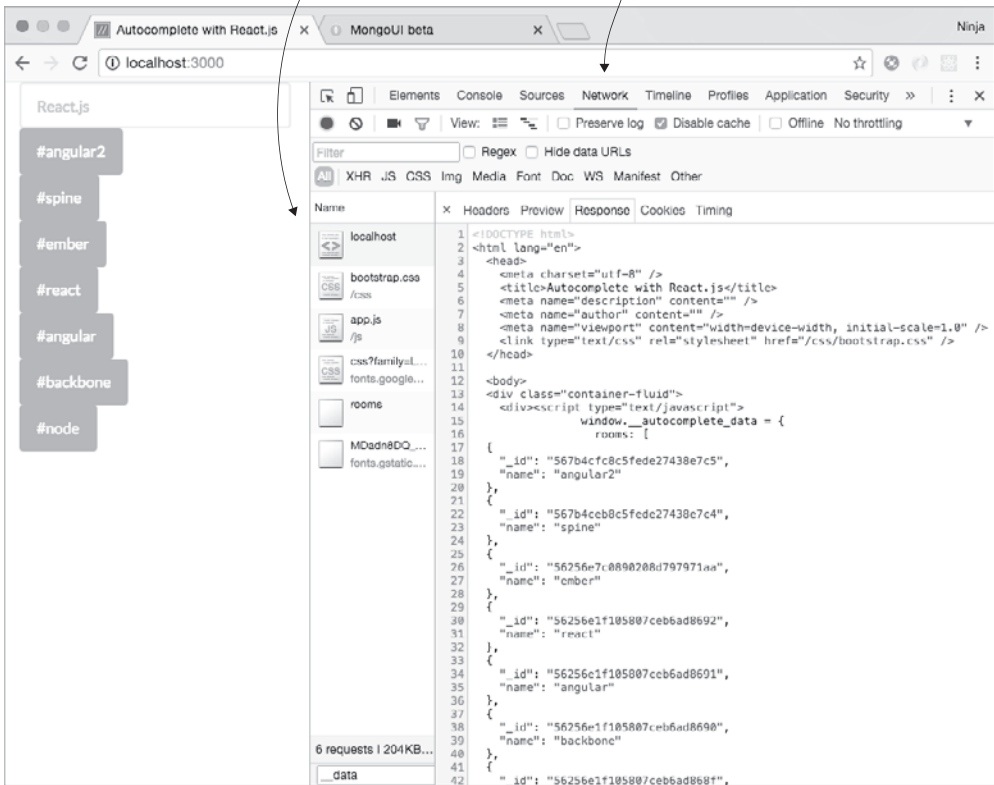 Autocomplete with React.js
MongoUI beta
Ninja
localhost:3000
React.js
#angular2
#spine
#ember
#react
#angular
#backbone
#node
Elements Console Sources Network Timeline Profiles Application Security »
View: Preserve log Disable cache Offline No throttling
Filter Regex Hide data URLs
All XHR JS CSS Img Media Font Doc WS Manifest Other
Name
localhost
bootstrap.css
/css
app.js
/js
css?family=L...
fonts.google...
rooms
MDadn8DQ_...
fonts.gstatic....
6 requests | 204KB...
__data
× Headers Preview Response Cookies Timing
1 <!DOCTYPE html>
2 <html lang="en">
3 <head>
4 <meta charset="utf-8" />
5 <title>Autocomplete with React.js</title>
6 <meta name="description" content="" />
7 <meta name="author" content="" />
8 <meta name="viewport" content="width=device-width, initial-scale=1.0" />
9 <link type="text/css" rel="stylesheet" href="/css/bootstrap.css" />
10 </head>
11
12 <body>
13 <div class="container-fluid">
14 <div><script type="text/javascript">
15 window.__autocomplete_data = {
16 rooms: [
17 {
18 "_id": "567b4cfc8c5fede27438e7c5",
19 "name": "angular2"
20 },
21 {
22 "_id": "567b4ceb8c5fede27438e7c4",
23 "name": "spine"
24 },
25 {
26 "_id": "56256e7c0890208d797971aa",
27 "name": "ember"
28 },
29 {
30 "_id": "56256e1f105807ceb6ad8692",
31 "name": "react"
32 },
33 {
34 "_id": "56256e1f105807ceb6ad8691",
35 "name": "angular"
36 },
37 {
38 "_id": "56256e1f105807ceb6ad8690",
39 "name": "backbone"
40 },
41 {
42 "_id": "56256e1f105807ceb6ad868f",